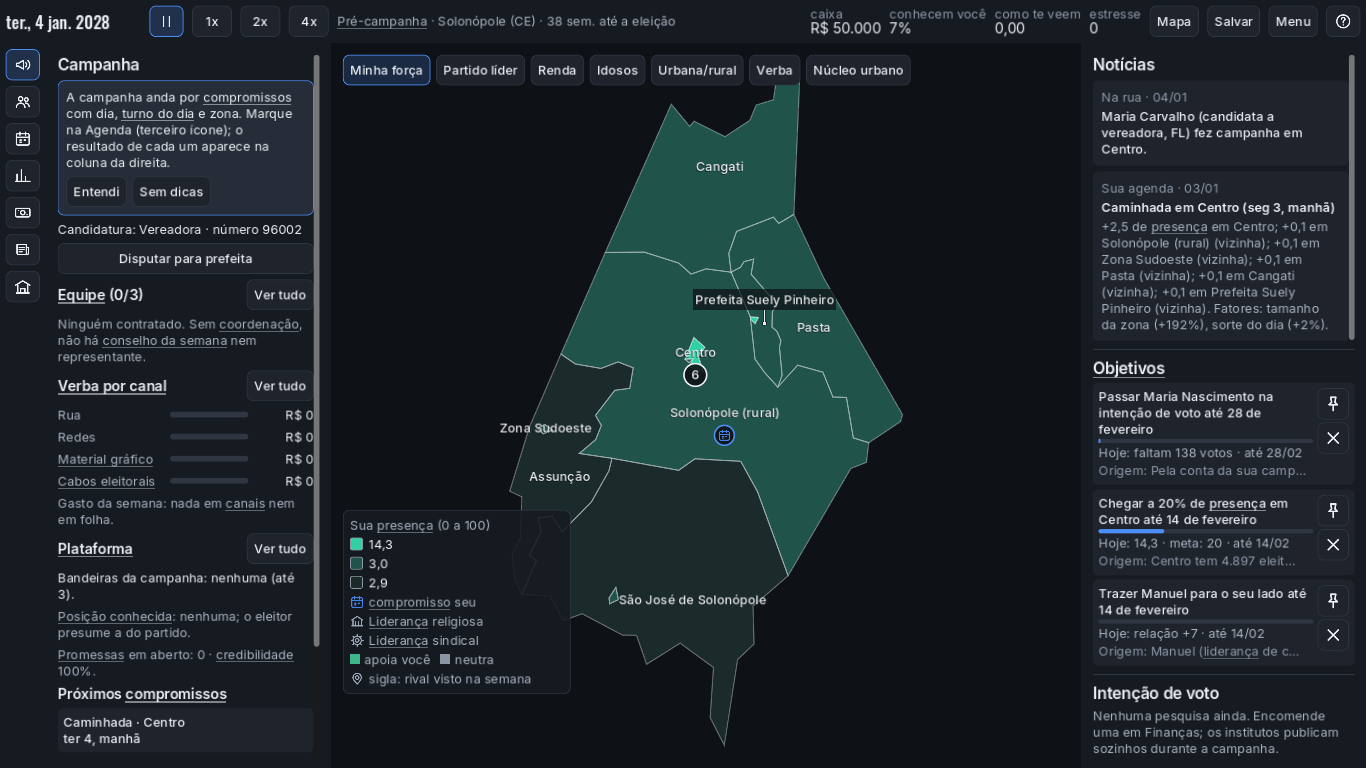 ter., 4 jan. 2028
1x
2x
4x
Pré-campanha · Solonópole (CE) · 38 sem. até a eleição
caixa
R$ 50.000
conhecem você
7%
como te veem
0,00
estresse
0
Mapa
Salvar
Menu
Campanha
A campanha anda por compromissos
com dia, turno do dia e zona. Marque
na Agenda (terceiro ícone); o
resultado de cada um aparece na
coluna da direita.
Entendi
Sem dicas
Candidatura: Vereadora · número 96002
Disputar para prefeita
Equipe (0/3)
Ver tudo
Ninguém contratado. Sem coordenação,
não há conselho da semana nem
representante.
Verba por canal
Ver tudo
Rua R$ 0
Redes R$ 0
Material gráfico R$ 0
Cabos eleitorais R$ 0
Gasto da semana: nada em canais nem
em folha.
Plataforma
Ver tudo
Bandeiras da campanha: nenhuma (até
3).
Posição conhecida: nenhuma; o eleitor
presume a do partido.
Promessas em aberto: 0 · credibilidade
100%.
Próximos compromissos
Caminhada · Centro
ter 4, manhã
Minha força
Partido líder
Renda
Idosos
Urbana/rural
Verba
Núcleo urbano
Cangati
Prefeita Suely Pinheiro
Pasta
Centro
6
Solonópole (rural)
Zona Sudoeste
Assunção
São José de Solonópole
Sua presença (0 a 100)
14,3
3,0
2,9
compromisso seu
Liderança religiosa
Liderança sindical
apoia você
neutra
sigla: rival visto na semana
Notícias
Na rua · 04/01
Maria Carvalho (candidata a
vereadora, FL) fez campanha em
Centro.
Sua agenda · 03/01
Caminhada em Centro (seg 3, manhã)
+2,5 de presença em Centro; +0,1 em
Solonópole (rural) (vizinha); +0,1 em
Zona Sudoeste (vizinha); +0,1 em
Pasta (vizinha); +0,1 em Cangati
(vizinha); +0,1 em Prefeita Suely
Pinheiro (vizinha). Fatores: tamanho
da zona (+192%), sorte do dia (+2%).
Objetivos
Passar Maria Nascimento na
intenção de voto até 28 de
fevereiro
Hoje: faltam 138 votos · até 28/02
Origem: Pela conta da sua camp...
Chegar a 20% de presença em
Centro até 14 de fevereiro
Hoje: 14,3 · meta: 20 · até 14/02
Origem: Centro tem 4.897 eleit...
Trazer Manuel para o seu lado até
14 de fevereiro
Hoje: relação +7 · até 14/02
Origem: Manuel (liderança de c...
Intenção de voto
Nenhuma pesquisa ainda. Encomende
uma em Finanças; os institutos publicam
sozinhos durante a campanha.